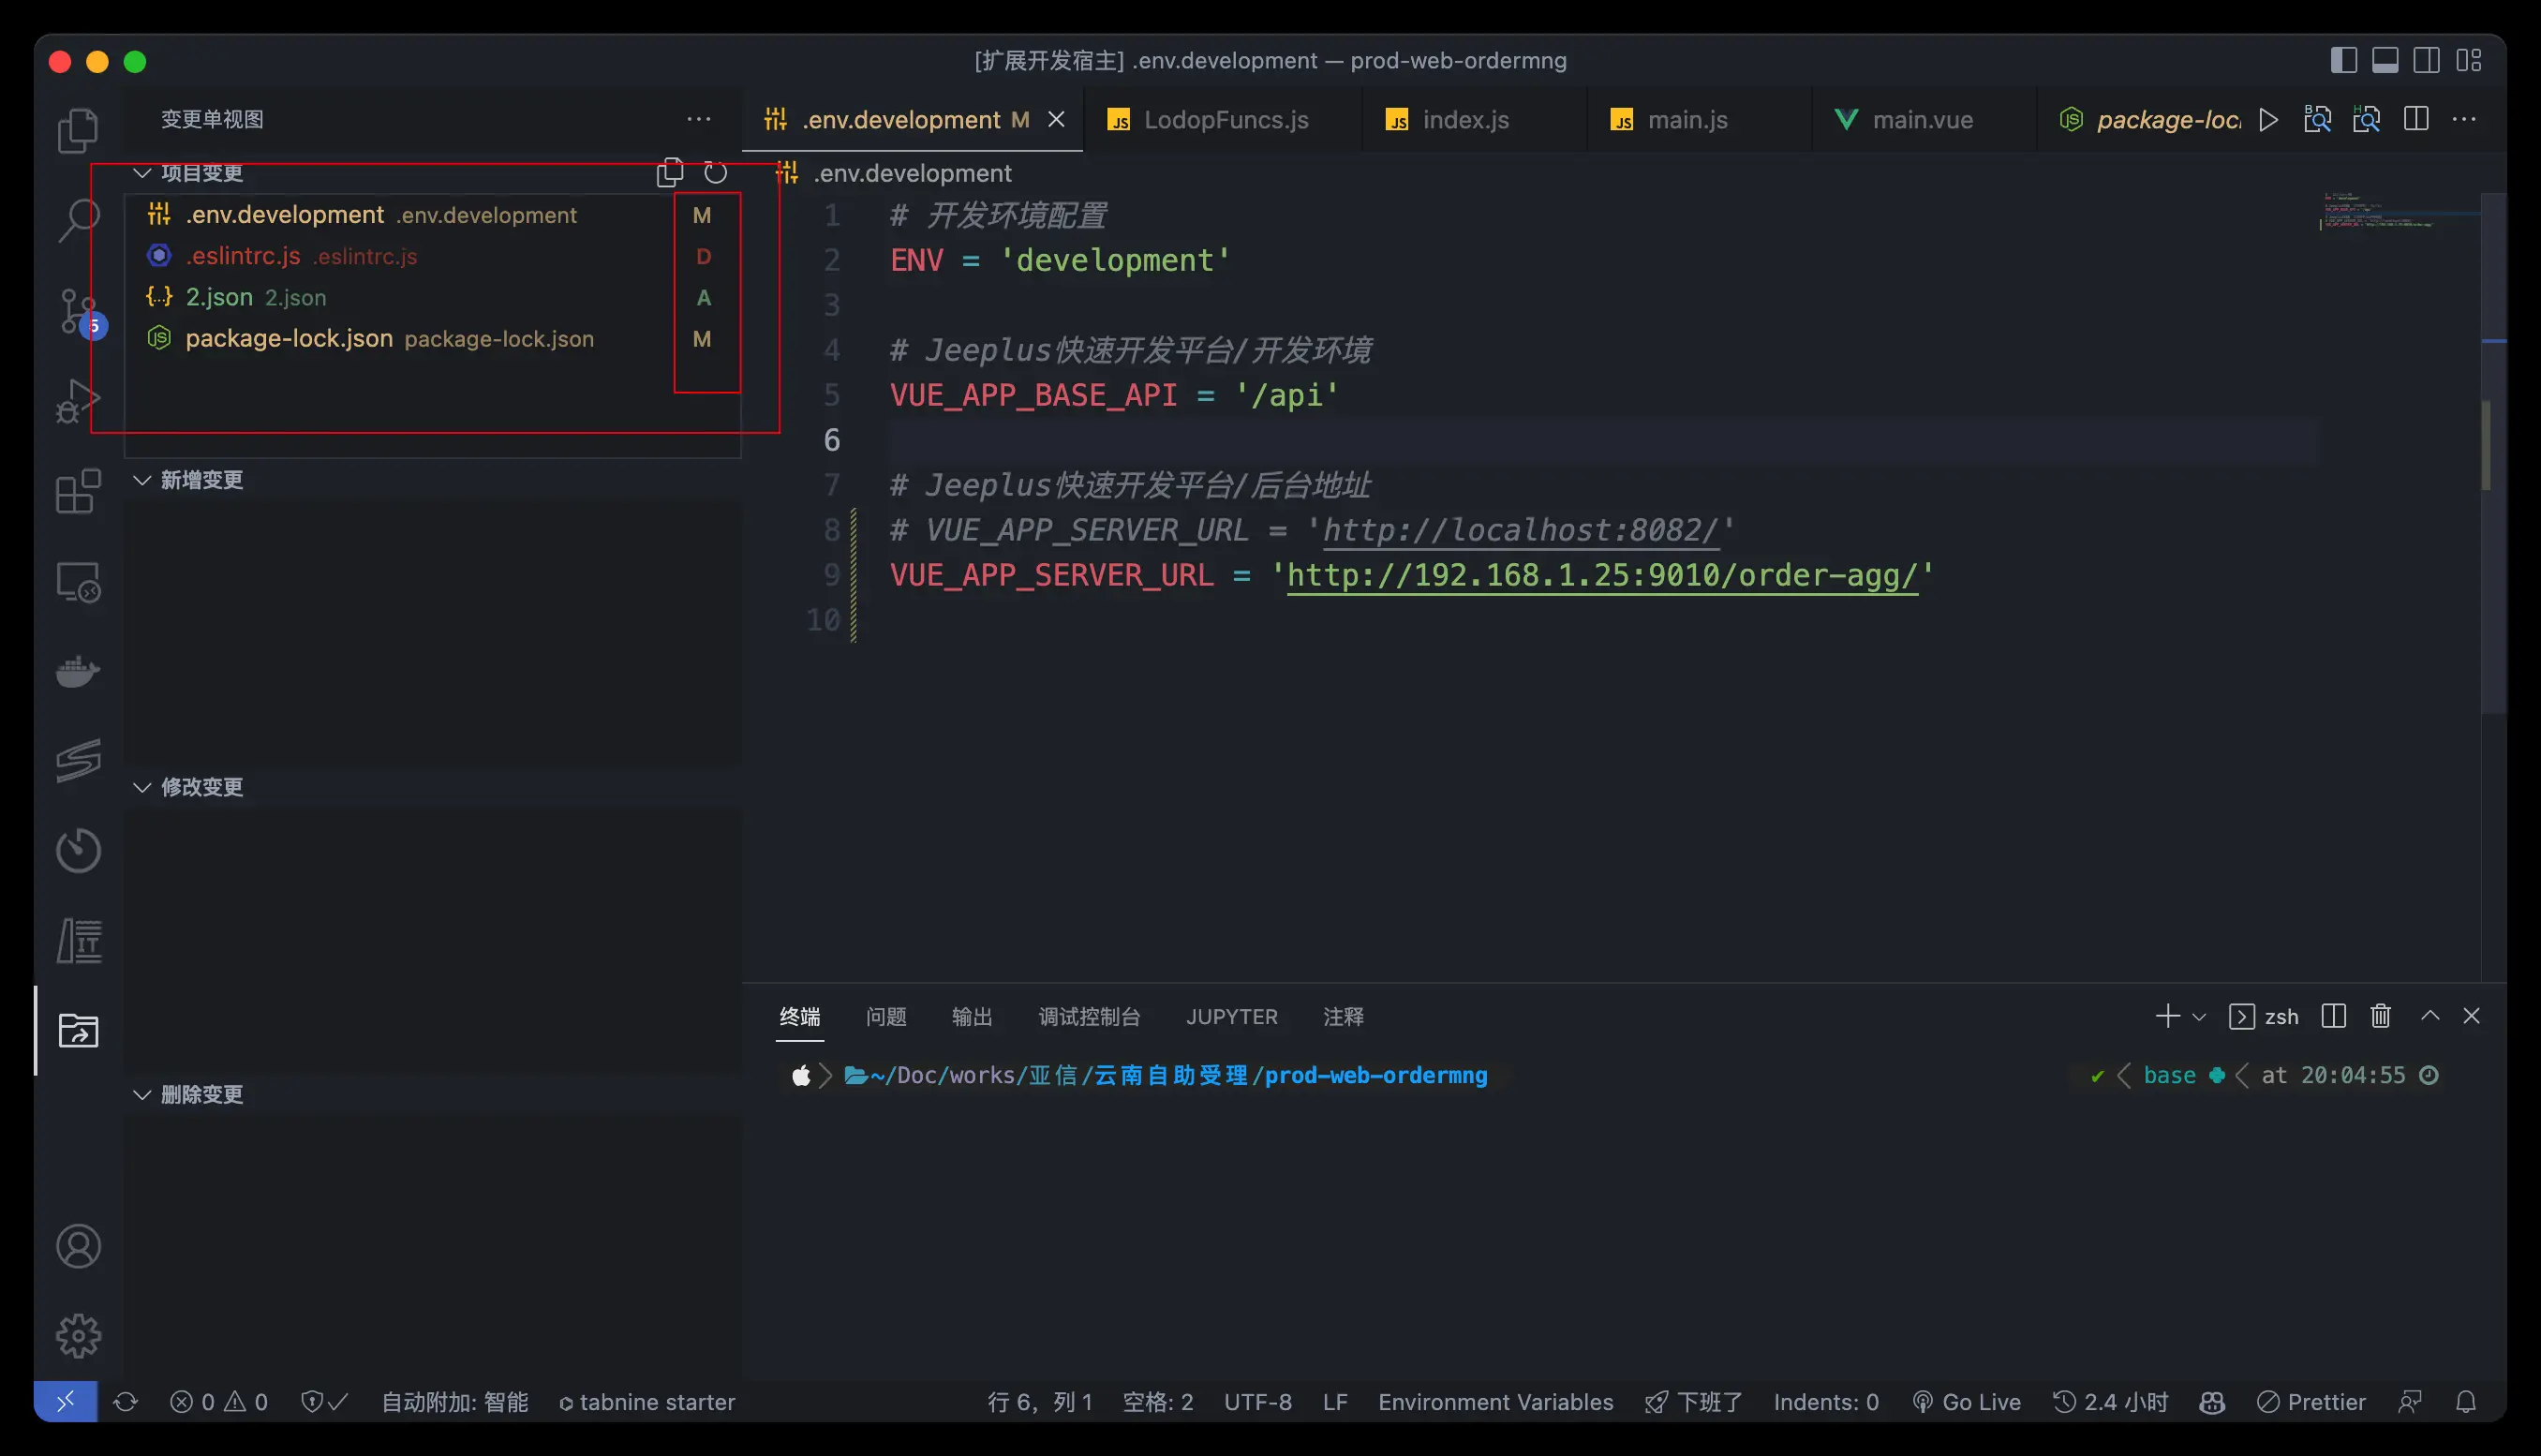 [扩展开发宿主] .env.development — prod-web-ordermng
变更单视图
.env.development M
LodopFuncs.js
index.js
main.js
main.vue
package-loc
项目变更
.env.development .env.development M
.eslintrc.js .eslintrc.js D
2.json 2.json A
package-lock.json package-lock.json M
5
新增变更
修改变更
删除变更
.env.development
1 # 开发环境配置
2 ENV = 'development'
3
4 # Jeeplus快速开发平台/开发环境
5 VUE_APP_BASE_API = '/api'
6
7 # Jeeplus快速开发平台/后台地址
8 # VUE_APP_SERVER_URL = 'http://localhost:8082/'
9 VUE_APP_SERVER_URL = 'http://192.168.1.25:9010/order-agg/'
10
IT
终端 问题 输出 调试控制台 JUPYTER 注释
zsh
~/Doc/works/亚信/云南自助受理/prod-web-ordermng
base at 20:04:55
0 0 自动附加: 智能 tabnine starter
行 6，列 1 空格: 2 UTF-8 LF Environment Variables 下班了 Indents: 0 Go Live 2.4 小时 Prettier